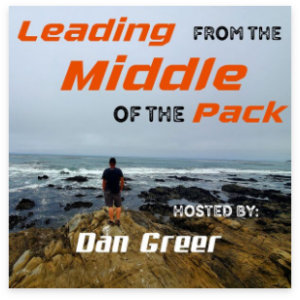 Leading FROM THE
Middle
OF THE Pack
HOSTED BY:
Dan Greer